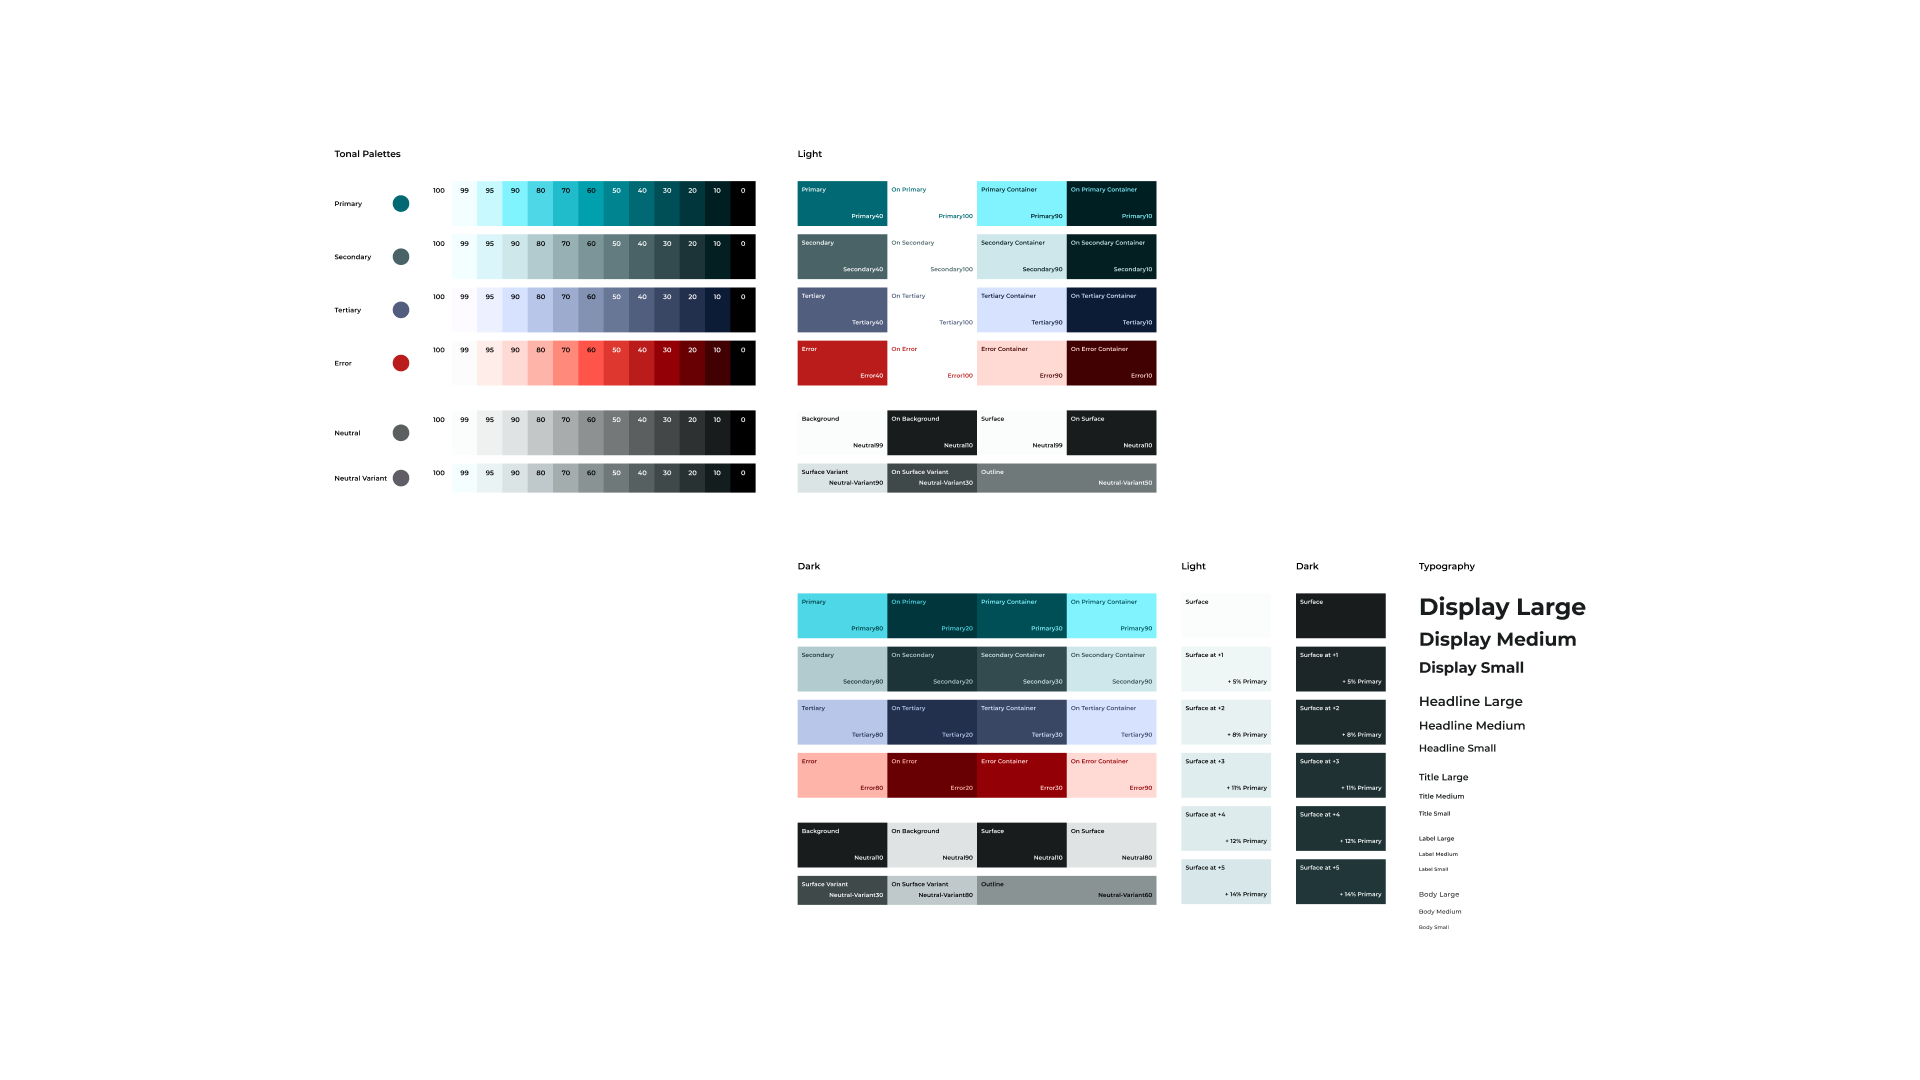 Tonal Palettes
Primary
100 99 95 90 80 70 60 50 40 30 20 10 0
Secondary
100 99 95 90 80 70 60 50 40 30 20 10 0
Tertiary
100 99 95 90 80 70 60 50 40 30 20 10 0
Error
100 99 95 90 80 70 60 50 40 30 20 10 0
Neutral
100 99 95 90 80 70 60 50 40 30 20 10 0
Neutral Variant
100 99 95 90 80 70 60 50 40 30 20 10 0
Light
Primary On Primary Primary Container On Primary Container
Primary40 Primary100 Primary90 Primary10
Secondary On Secondary Secondary Container On Secondary Container
Secondary40 Secondary100 Secondary90 Secondary10
Tertiary On Tertiary Tertiary Container On Tertiary Container
Tertiary40 Tertiary100 Tertiary90 Tertiary10
Error On Error Error Container On Error Container
Error40 Error100 Error90 Error10
Background On Background Surface On Surface
Neutral99 Neutral10 Neutral99 Neutral10
Surface Variant On Surface Variant Outline
Neutral-Variant90 Neutral-Variant30 Neutral-Variant50
Dark
Primary On Primary Primary Container On Primary Container
Primary80 Primary20 Primary30 Primary90
Secondary On Secondary Secondary Container On Secondary Container
Secondary80 Secondary20 Secondary30 Secondary90
Tertiary On Tertiary Tertiary Container On Tertiary Container
Tertiary80 Tertiary20 Tertiary30 Tertiary90
Error On Error Error Container On Error Container
Error80 Error20 Error30 Error90
Background On Background Surface On Surface
Neutral10 Neutral90 Neutral10 Neutral80
Surface Variant On Surface Variant Outline
Neutral-Variant30 Neutral-Variant80 Neutral-Variant60
Light
Surface
Surface at +1
+ 5% Primary
Surface at +2
+ 8% Primary
Surface at +3
+ 11% Primary
Surface at +4
+ 12% Primary
Surface at +5
+ 14% Primary
Dark
Surface
Surface at +1
+ 5% Primary
Surface at +2
+ 8% Primary
Surface at +3
+ 11% Primary
Surface at +4
+ 12% Primary
Surface at +5
+ 14% Primary
Typography
Display Large
Display Medium
Display Small
Headline Large
Headline Medium
Headline Small
Title Large
Title Medium
Title Small
Label Large
Label Medium
Label Small
Body Large
Body Medium
Body Small